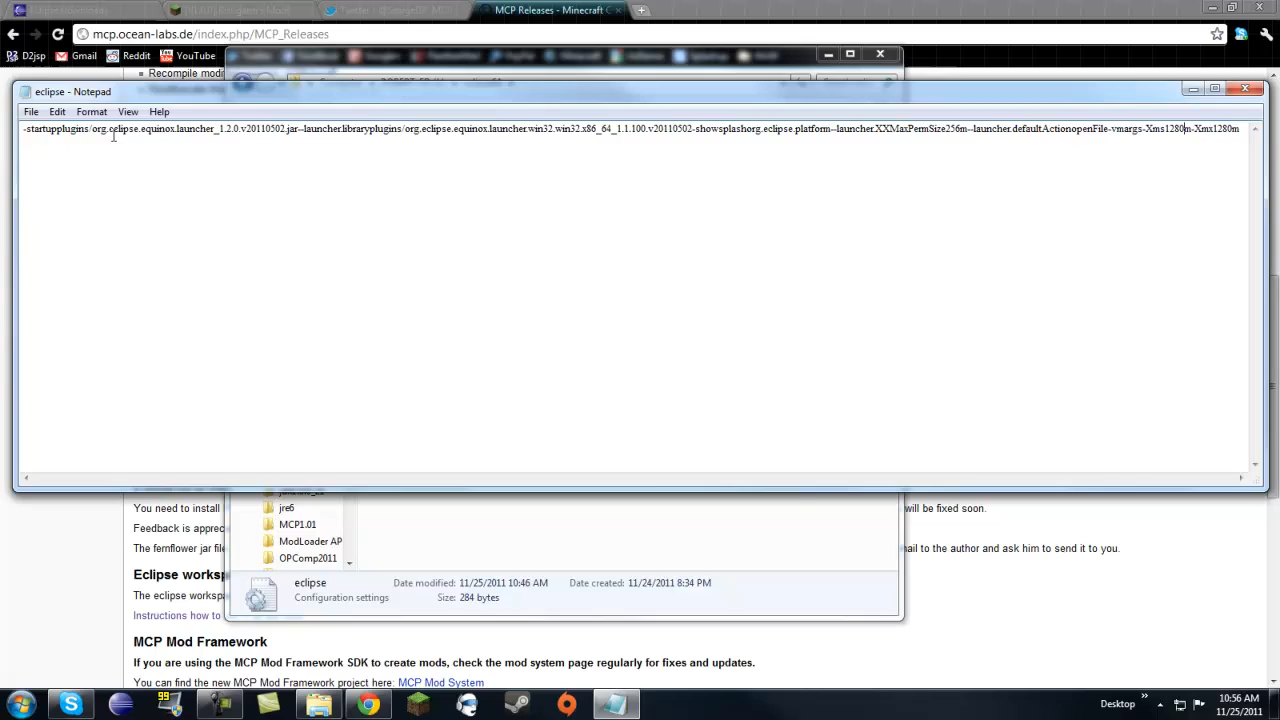 MCP Releases - Minecraft C
mcp.ocean-labs.de/index.php/MCP_Releases
D2jsp Gmail Reddit YouTube
Recompile modi
eclipse - Notepad
File Edit Format View Help
-startupplugins/org.eclipse.equinox.launcher_1.2.0.v20110502.jar--launcher.libraryplugins/org.eclipse.equinox.launcher.win32.win32.x86_64_1.1.100.v20110502-showsplashorg.eclipse.platform--launcher.XXMaxPermSize256m--launcher.defaultActionopenFile-vmargs-Xms1280m-Xmx1280m
You need to install
will be fixed soon.
jre6
MCP1.01
Feedback is apprec
ModLoader AP
The fernflower jar file
ail to the author and ask him to send it to you.
OPComp2011
Eclipse worksp
eclipse Date modified: 11/25/2011 10:46 AM Date created: 11/24/2011 8:34 PM
Configuration settings Size: 284 bytes
The eclipse workspa
Instructions how to
MCP Mod Framework
If you are using the MCP Mod Framework SDK to create mods, check the mod system page regularly for fixes and updates.
You can find the new MCP Mod Framework project here: MCP Mod System
99
Desktop
10:56 AM
11/25/2011